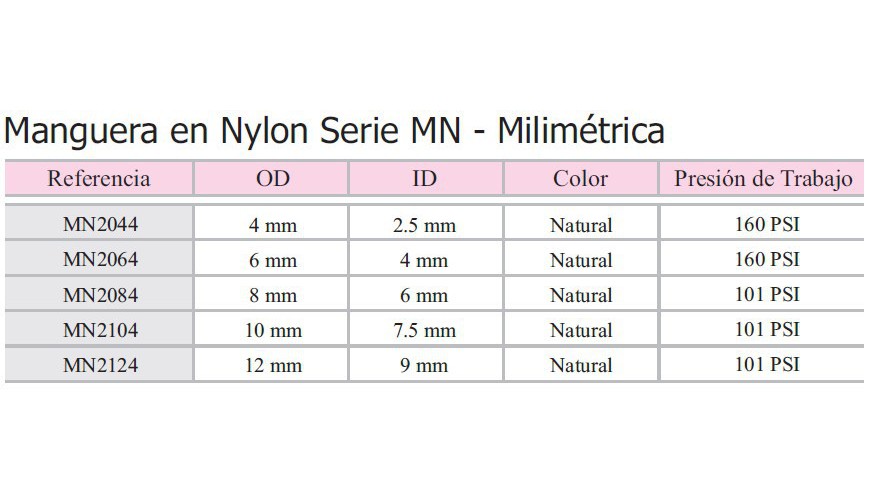 Manguera en Nylon Serie MN - Milimétrica
Referencia OD ID Color Presión de Trabajo
MN2044 4 mm 2.5 mm Natural 160 PSI
MN2064 6 mm 4 mm Natural 160 PSI
MN2084 8 mm 6 mm Natural 101 PSI
MN2104 10 mm 7.5 mm Natural 101 PSI
MN2124 12 mm 9 mm Natural 101 PSI